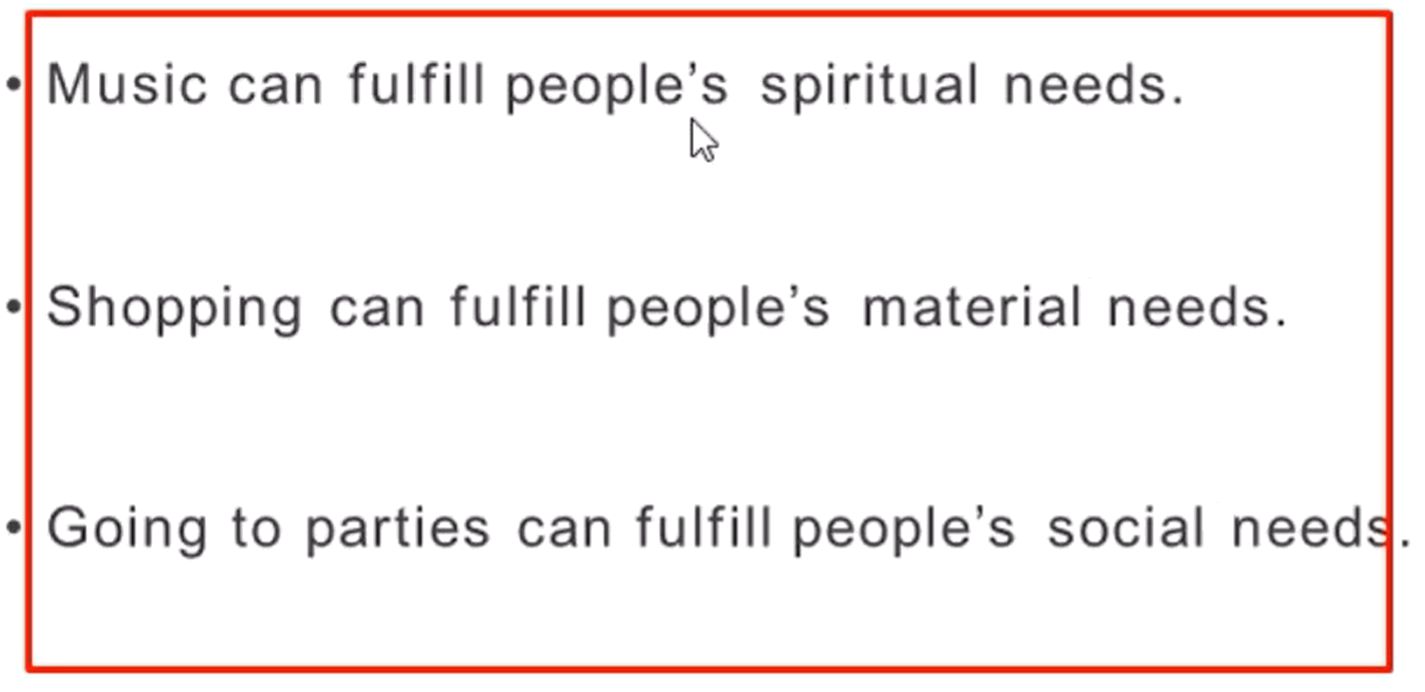 • Music can fulfill people’s spiritual needs.
• Shopping can fulfill people’s material needs.
• Going to parties can fulfill people’s social needs.